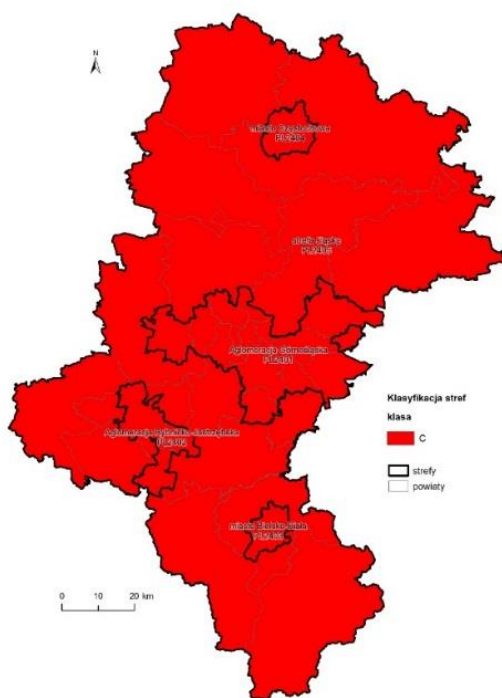 N
miasto Częstochowa
PL2404
strefa śląska
PL2405
Aglomeracja Górnośląska
PL2401
Aglomeracja Rybnicko-Jastrzębska
PL2402
miasto Bielsko-Biała
PL2403
Klasyfikacja stref
klasa
C
strefy
powiaty
0 10 20 km